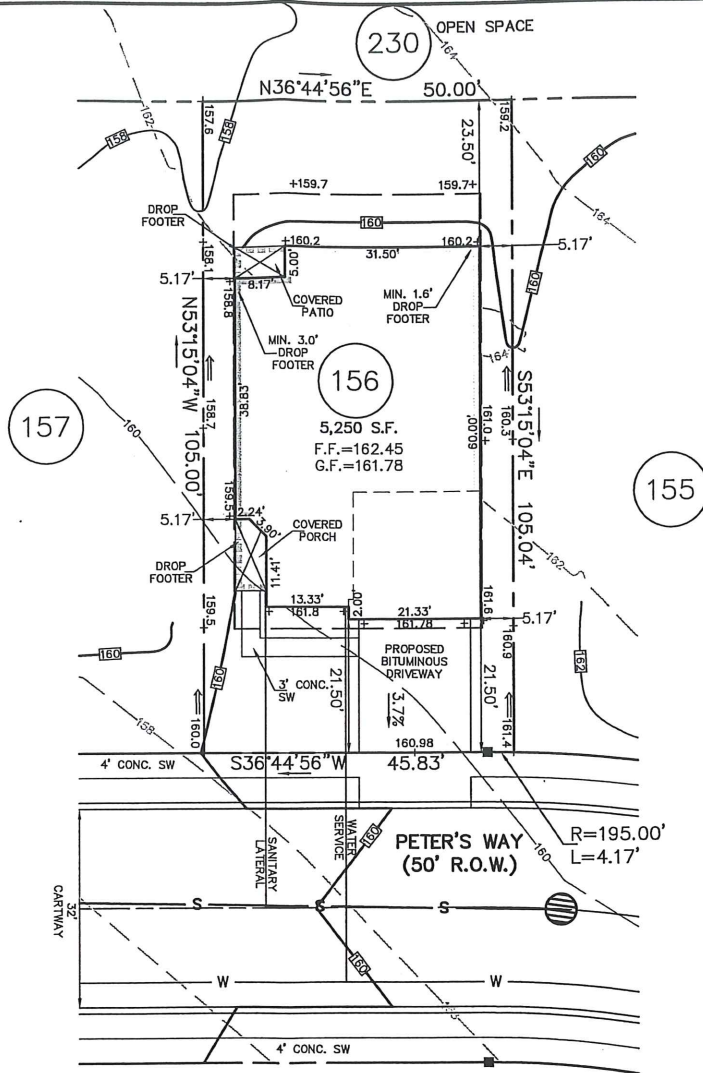 230
OPEN SPACE
164
N36°44'56"E 50.00'
162
158
158
157.6
159.2
23.50'
160
+159.7
159.7+
164
DROP
FOOTER
160
160.2
31.50'
160.2
5.17'
158.1
5.00'
8.17'
COVERED
PATIO
MIN. 1.6'
DROP
FOOTER
160
5.17'
158.8
MIN. 3.0'
DROP
FOOTER
164
N53°15'04"W 105.00'
158.7
38.83'
156
5,250 S.F.
F.F.=162.45
G.F.=161.78
161.0
60.00'
160.3
S53°15'04"E 105.04'
157
160
155
5.17'
159.5
2.24'
3.90'
COVERED
PORCH
DROP
FOOTER
11.41'
162
13.33'
161.8
2.00'
21.33'
161.78
161.6
5.17'
159.5
160.9
160
160
162
3' CONC.
SW
21.50'
PROPOSED
BITUMINOUS
DRIVEWAY
3.7%
21.50'
158
160.0
161.4
160.98
4' CONC. SW
S36°44'56"W 45.83'
R=195.00'
L=4.17'
SANITARY
LATERAL
WATER
SERVICE
160
PETER'S WAY
(50' R.O.W.)
160
32'
CARTWAY
S
S
S
160
W
W
4' CONC. SW